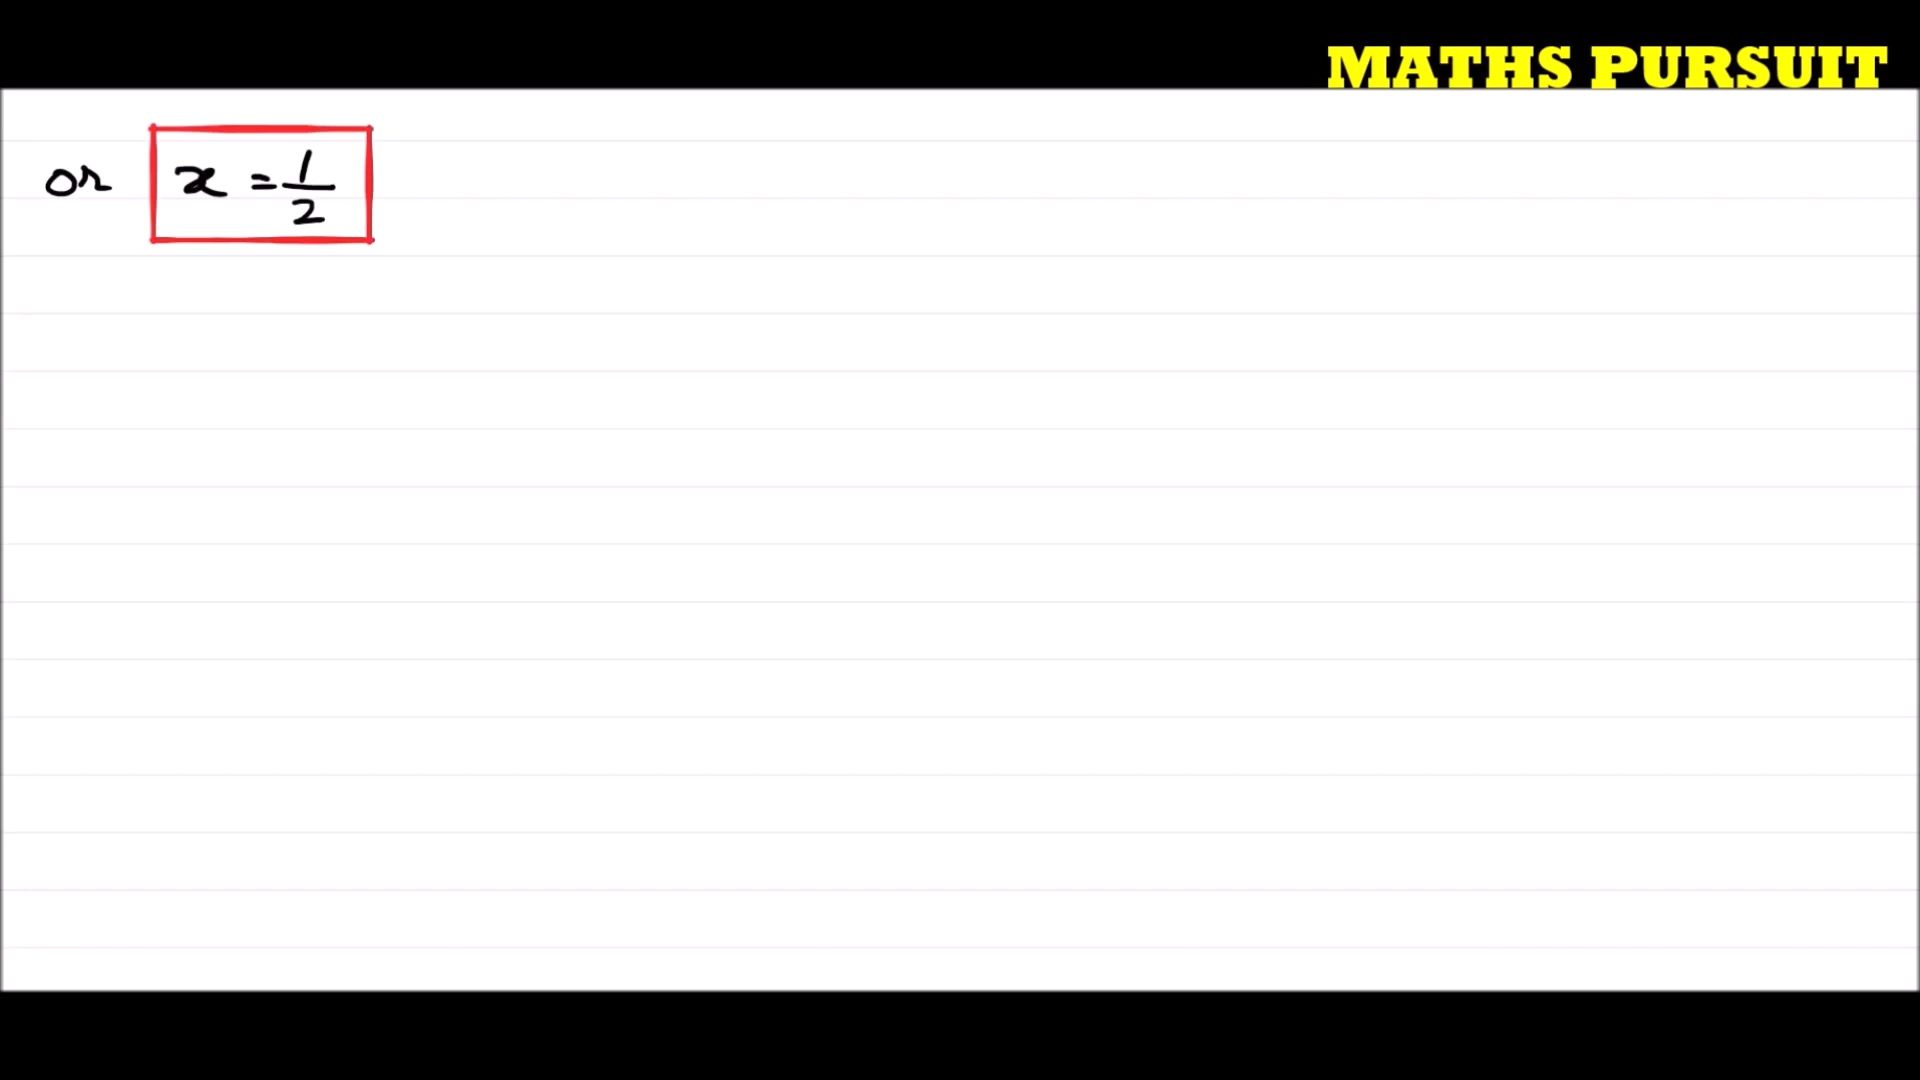 MATHS PURSUIT
or x = 1/2